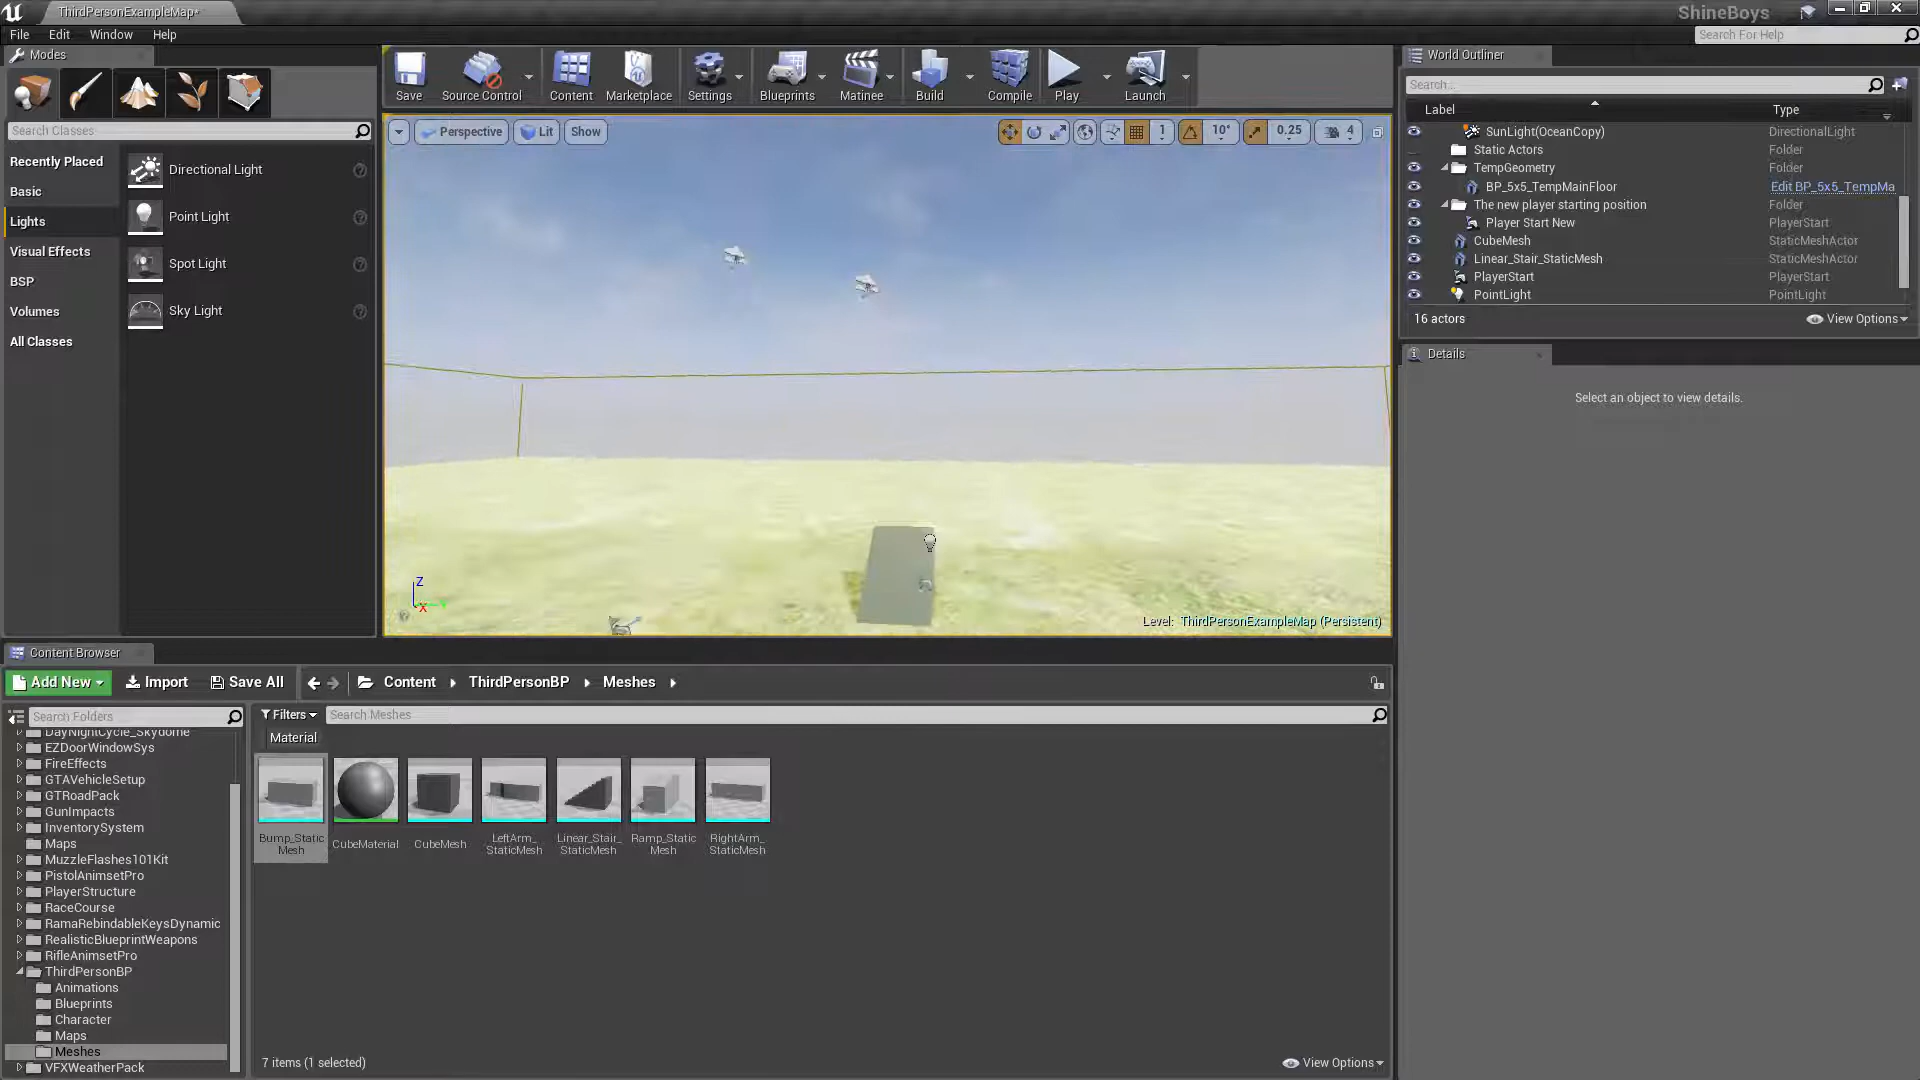 ThirdPersonExampleMap*
ShineBoys
File Edit Window Help
Search For Help
Modes
Search Classes
Recently Placed
Basic
Lights
Visual Effects
BSP
Volumes
All Classes
Directional Light
Point Light
Spot Light
Sky Light
Save
Source Control
Content
Marketplace
Settings
Blueprints
Matinee
Build
Compile
Play
Launch
Perspective
Lit
Show
1
10°
0.25
4
Z
X
Level: ThirdPersonExampleMap (Persistent)
World Outliner
Search...
Label Type
SunLight(OceanCopy) DirectionalLight
Static Actors Folder
TempGeometry Folder
BP_5x5_TempMainFloor Edit BP_5x5_TempMa
The new player starting position Folder
Player Start New PlayerStart
CubeMesh StaticMeshActor
Linear_Stair_StaticMesh StaticMeshActor
PlayerStart PlayerStart
PointLight PointLight
16 actors
View Options
Details
Select an object to view details.
Content Browser
Add New Import Save All Content ThirdPersonBP Meshes
Search Folders
Filters
Search Meshes
Material
DayNightCycle_Skydome
EZDoorWindowSys
FireEffects
GTAVehicleSetup
GTRoadPack
GunImpacts
InventorySystem
Maps
MuzzleFlashes101Kit
PistolAnimsetPro
PlayerStructure
RaceCourse
RamaRebindableKeysDynamic
RealisticBlueprintWeapons
RifleAnimsetPro
ThirdPersonBP
Animations
Blueprints
Character
Maps
Meshes
VFXWeatherPack
Bump_Static
Mesh
CubeMaterial
CubeMesh
LeftArm_
StaticMesh
Linear_Stair_
StaticMesh
Ramp_Static
Mesh
RightArm_
StaticMesh
7 items (1 selected)
View Options